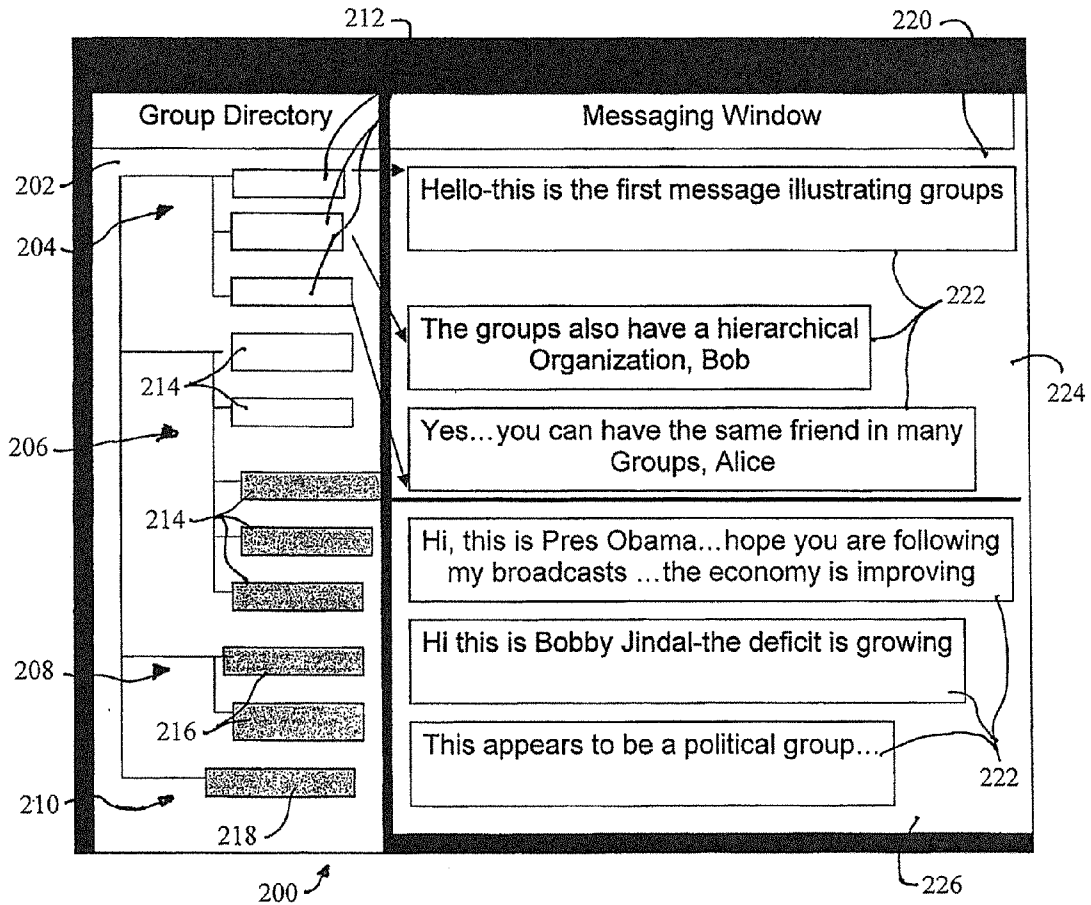 212
220
Group Directory
Messaging Window
202
Hello-this is the first message illustrating groups
204
222
The groups also have a hierarchical
Organization, Bob
214
224
206
Yes...you can have the same friend in many
Groups, Alice
214
Hi, this is Pres Obama...hope you are following
my broadcasts ...the economy is improving
Hi this is Bobby Jindal-the deficit is growing
208
216
This appears to be a political group...
222
210
218
200
226